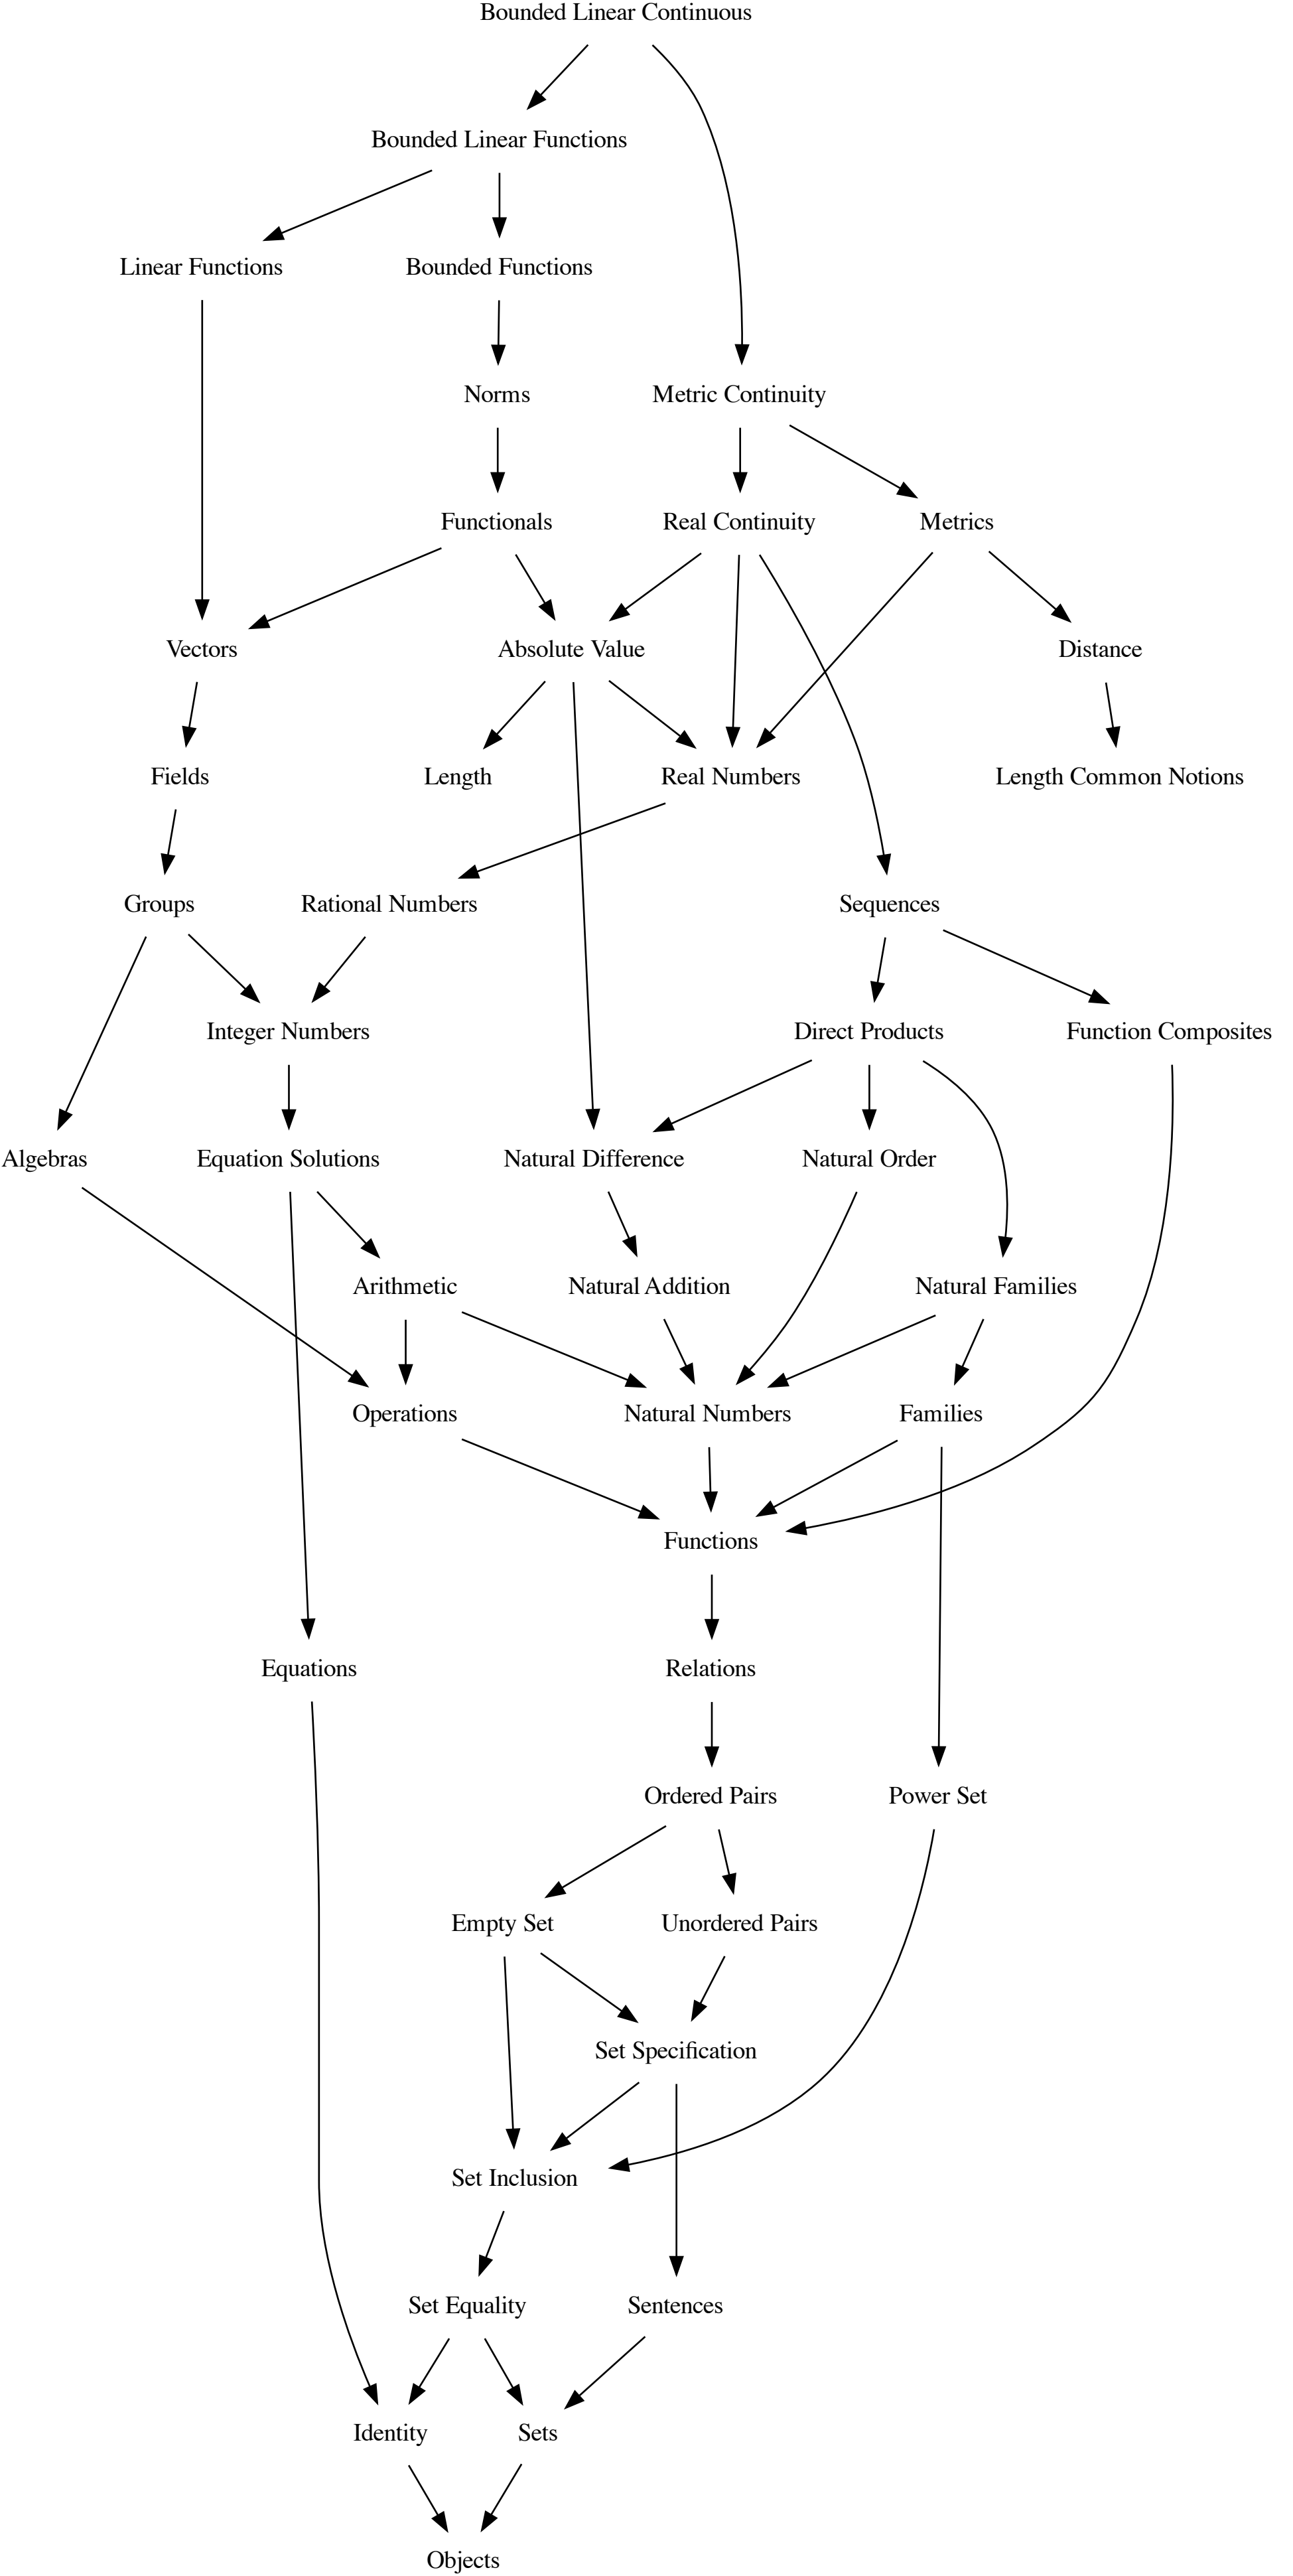 Bounded Linear Continuous
Bounded Linear Functions
Linear Functions
Bounded Functions
Norms
Metric Continuity
Functionals
Real Continuity
Metrics
Vectors
Absolute Value
Distance
Fields
Length
Real Numbers
Length Common Notions
Groups
Rational Numbers
Sequences
Integer Numbers
Direct Products
Function Composites
Algebras
Equation Solutions
Natural Difference
Natural Order
Arithmetic
Natural Addition
Natural Families
Operations
Natural Numbers
Families
Functions
Equations
Relations
Ordered Pairs
Power Set
Empty Set
Unordered Pairs
Set Specification
Set Inclusion
Set Equality
Sentences
Identity
Sets
Objects